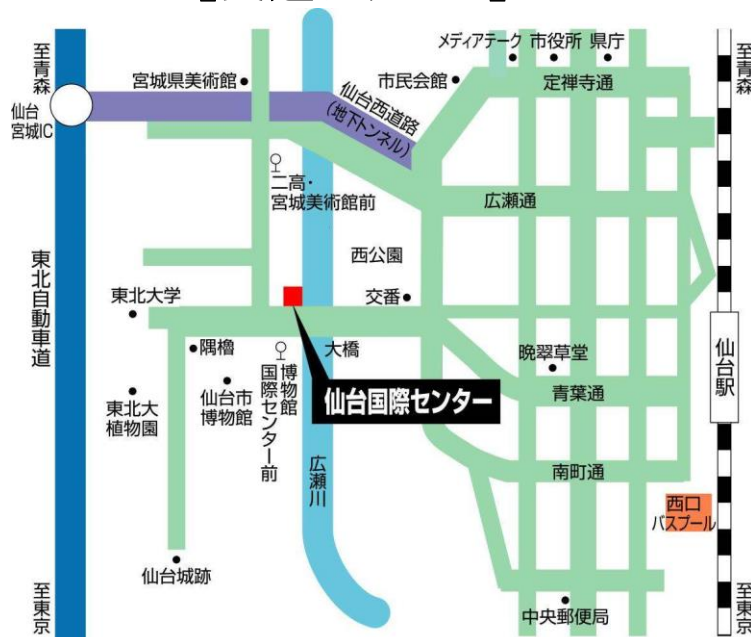 至青森
仙台
宮城IC
宮城県美術館
仙台西道路
(地下トンネル)
市民会館
メディアテーク
市役所
県庁
定禅寺通
至青森
二高・
宮城美術館前
広瀬通
西公園
交番
東北自動車道
東北大学
隅櫓
大橋
晩翠草堂
仙台駅
東北大
植物園
仙台市
博物館
博物館
国際センター前
仙台国際センター
青葉通
広瀬川
南町通
西口
バスプール
仙台城跡
中央郵便局
至東京
至東京